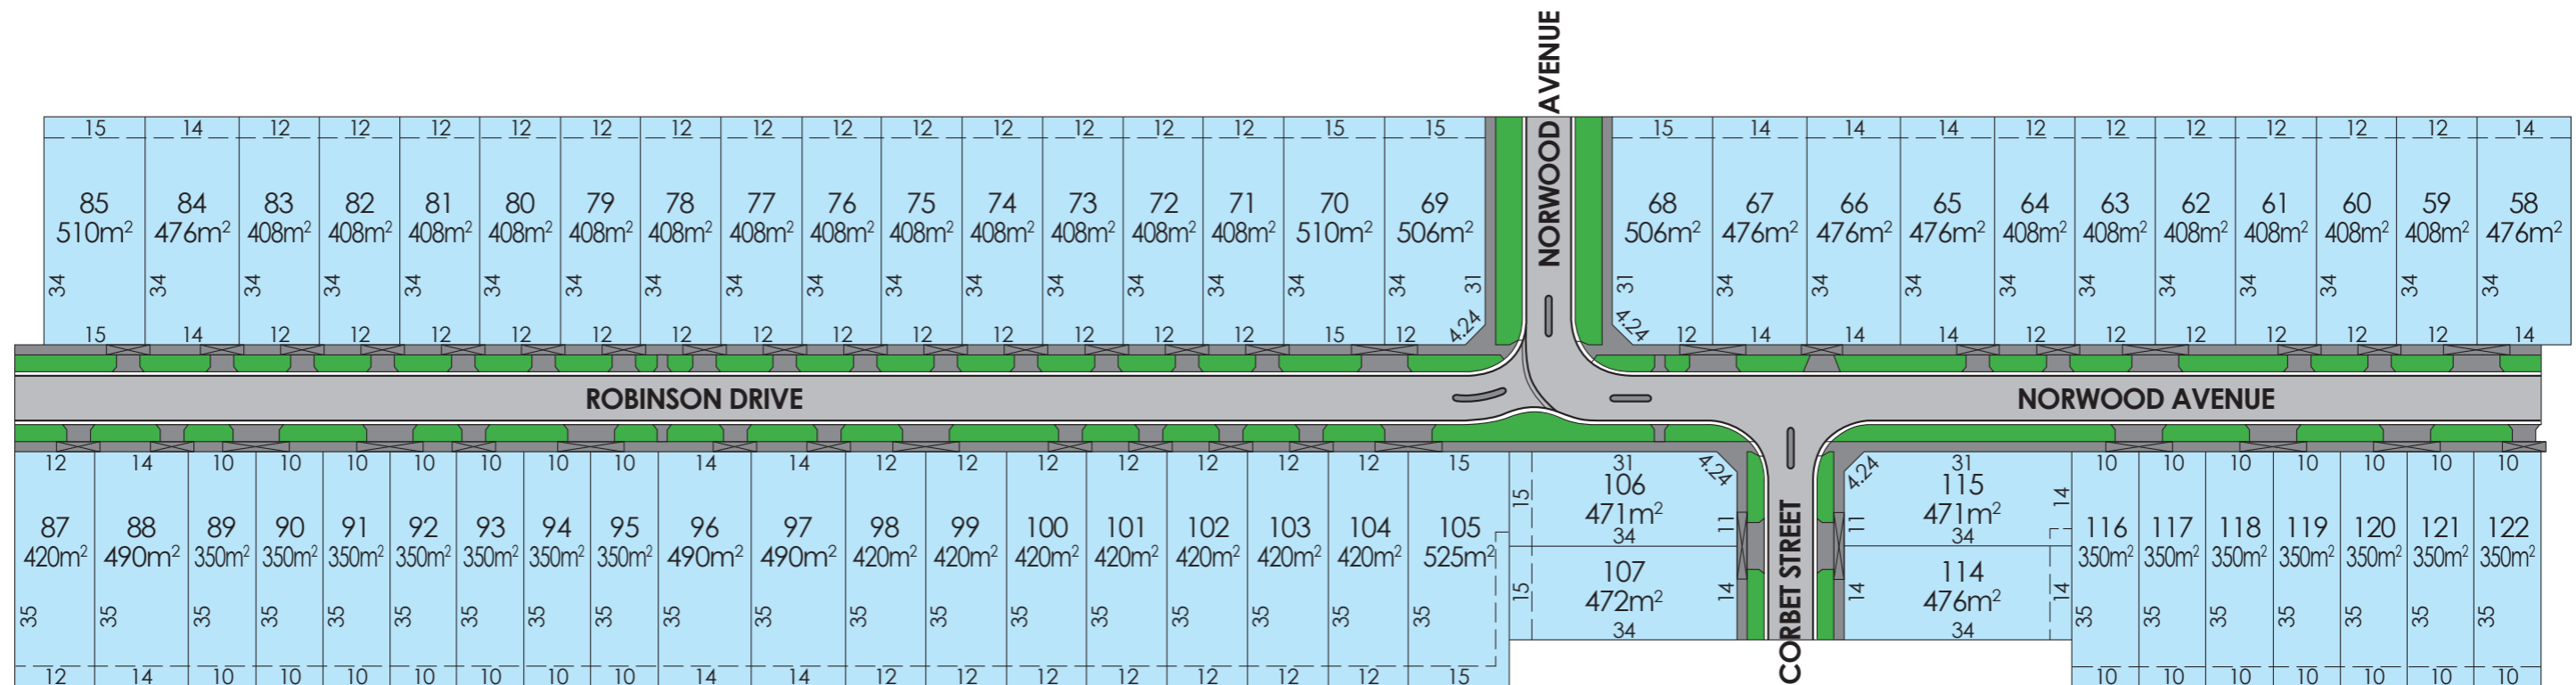 NORWOOD AVENUE
15 14 12 12 12 12 12 12 12 12 12 12 12 12 12 15 15 15 14 14 14 12 12 12 12 12 12 14
85 84 83 82 81 80 79 78 77 76 75 74 73 72 71 70 69 68 67 66 65 64 63 62 61 60 59 58
510m² 476m² 408m² 408m² 408m² 408m² 408m² 408m² 408m² 408m² 408m² 408m² 408m² 408m² 408m² 510m² 506m² 506m² 476m² 476m² 476m² 408m² 408m² 408m² 408m² 408m² 408m² 476m²
34 34 34 34 34 34 34 34 34 34 34 34 34 34 34 34 34 31 31 34 34 34 34 34 34 34 34 34 34
15 14 12 12 12 12 12 12 12 12 12 12 12 12 12 15 12 4.24 4.24 12 14 14 14 12 12 12 12 12 12 14
ROBINSON DRIVE NORWOOD AVENUE
12 14 10 10 10 10 10 10 10 14 14 12 12 12 12 12 12 12 15 31 4.24 4.24 31 10 10 10 10 10 10 10
106 115
15 471m² 11 11 471m² 14
34 34
87 88 89 90 91 92 93 94 95 96 97 98 99 100 101 102 103 104 105 116 117 118 119 120 121 122
420m² 490m² 350m² 350m² 350m² 350m² 350m² 350m² 350m² 490m² 490m² 420m² 420m² 420m² 420m² 420m² 420m² 420m² 525m² 350m² 350m² 350m² 350m² 350m² 350m² 350m²
107 114
15 472m² 14 14 476m² 14
35 35 35 35 35 35 35 35 35 35 35 35 35 35 35 35 35 35 35 35 35 35 35 35 35 35
34 34
CORBET STREET
12 14 10 10 10 10 10 10 10 14 14 12 12 12 12 12 12 12 15 10 10 10 10 10 10 10